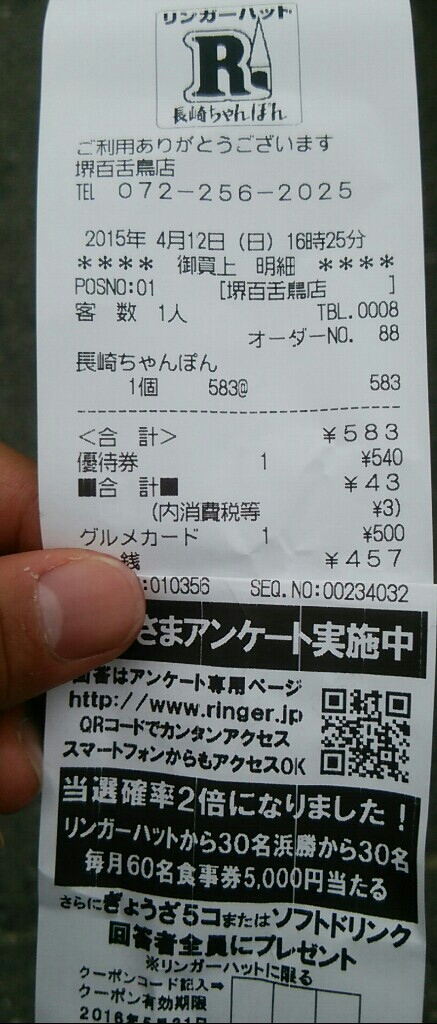 リンガーハット
R
長崎ちゃんぽん
ご利用ありがとうございます
堺百舌鳥店
TEL 072-256-2025
2015年 4月12日 (日) 16時25分
**** 御買上 明細 ****
POSNO:01 [堺百舌鳥店 ]
客 数 1人 TBL.0008
オーダーNO. 88
長崎ちゃんぽん
1個 583@ 583
<合 計> ¥583
優待券 1 ¥540
■合 計■ ¥43
(内消費税等 ¥3)
グルメカード 1 ¥500
銭 ¥457
:010356 SEQ.NO:00234032
さまアンケート実施中
回答はアンケート専用ページ
http://www.ringer.jp
QRコードでカンタンアクセス
スマートフォンからもアクセスOK
当選確率2倍になりました!
リンガーハットから30名浜勝から30名
毎月60名食事券5,000円当たる
さらにぎょうざ5コまたはソフトドリンク
回答者全員にプレゼント
※リンガーハットに限る
クーポンコード記入⇒
クーポン有効期限
2016年5月31日